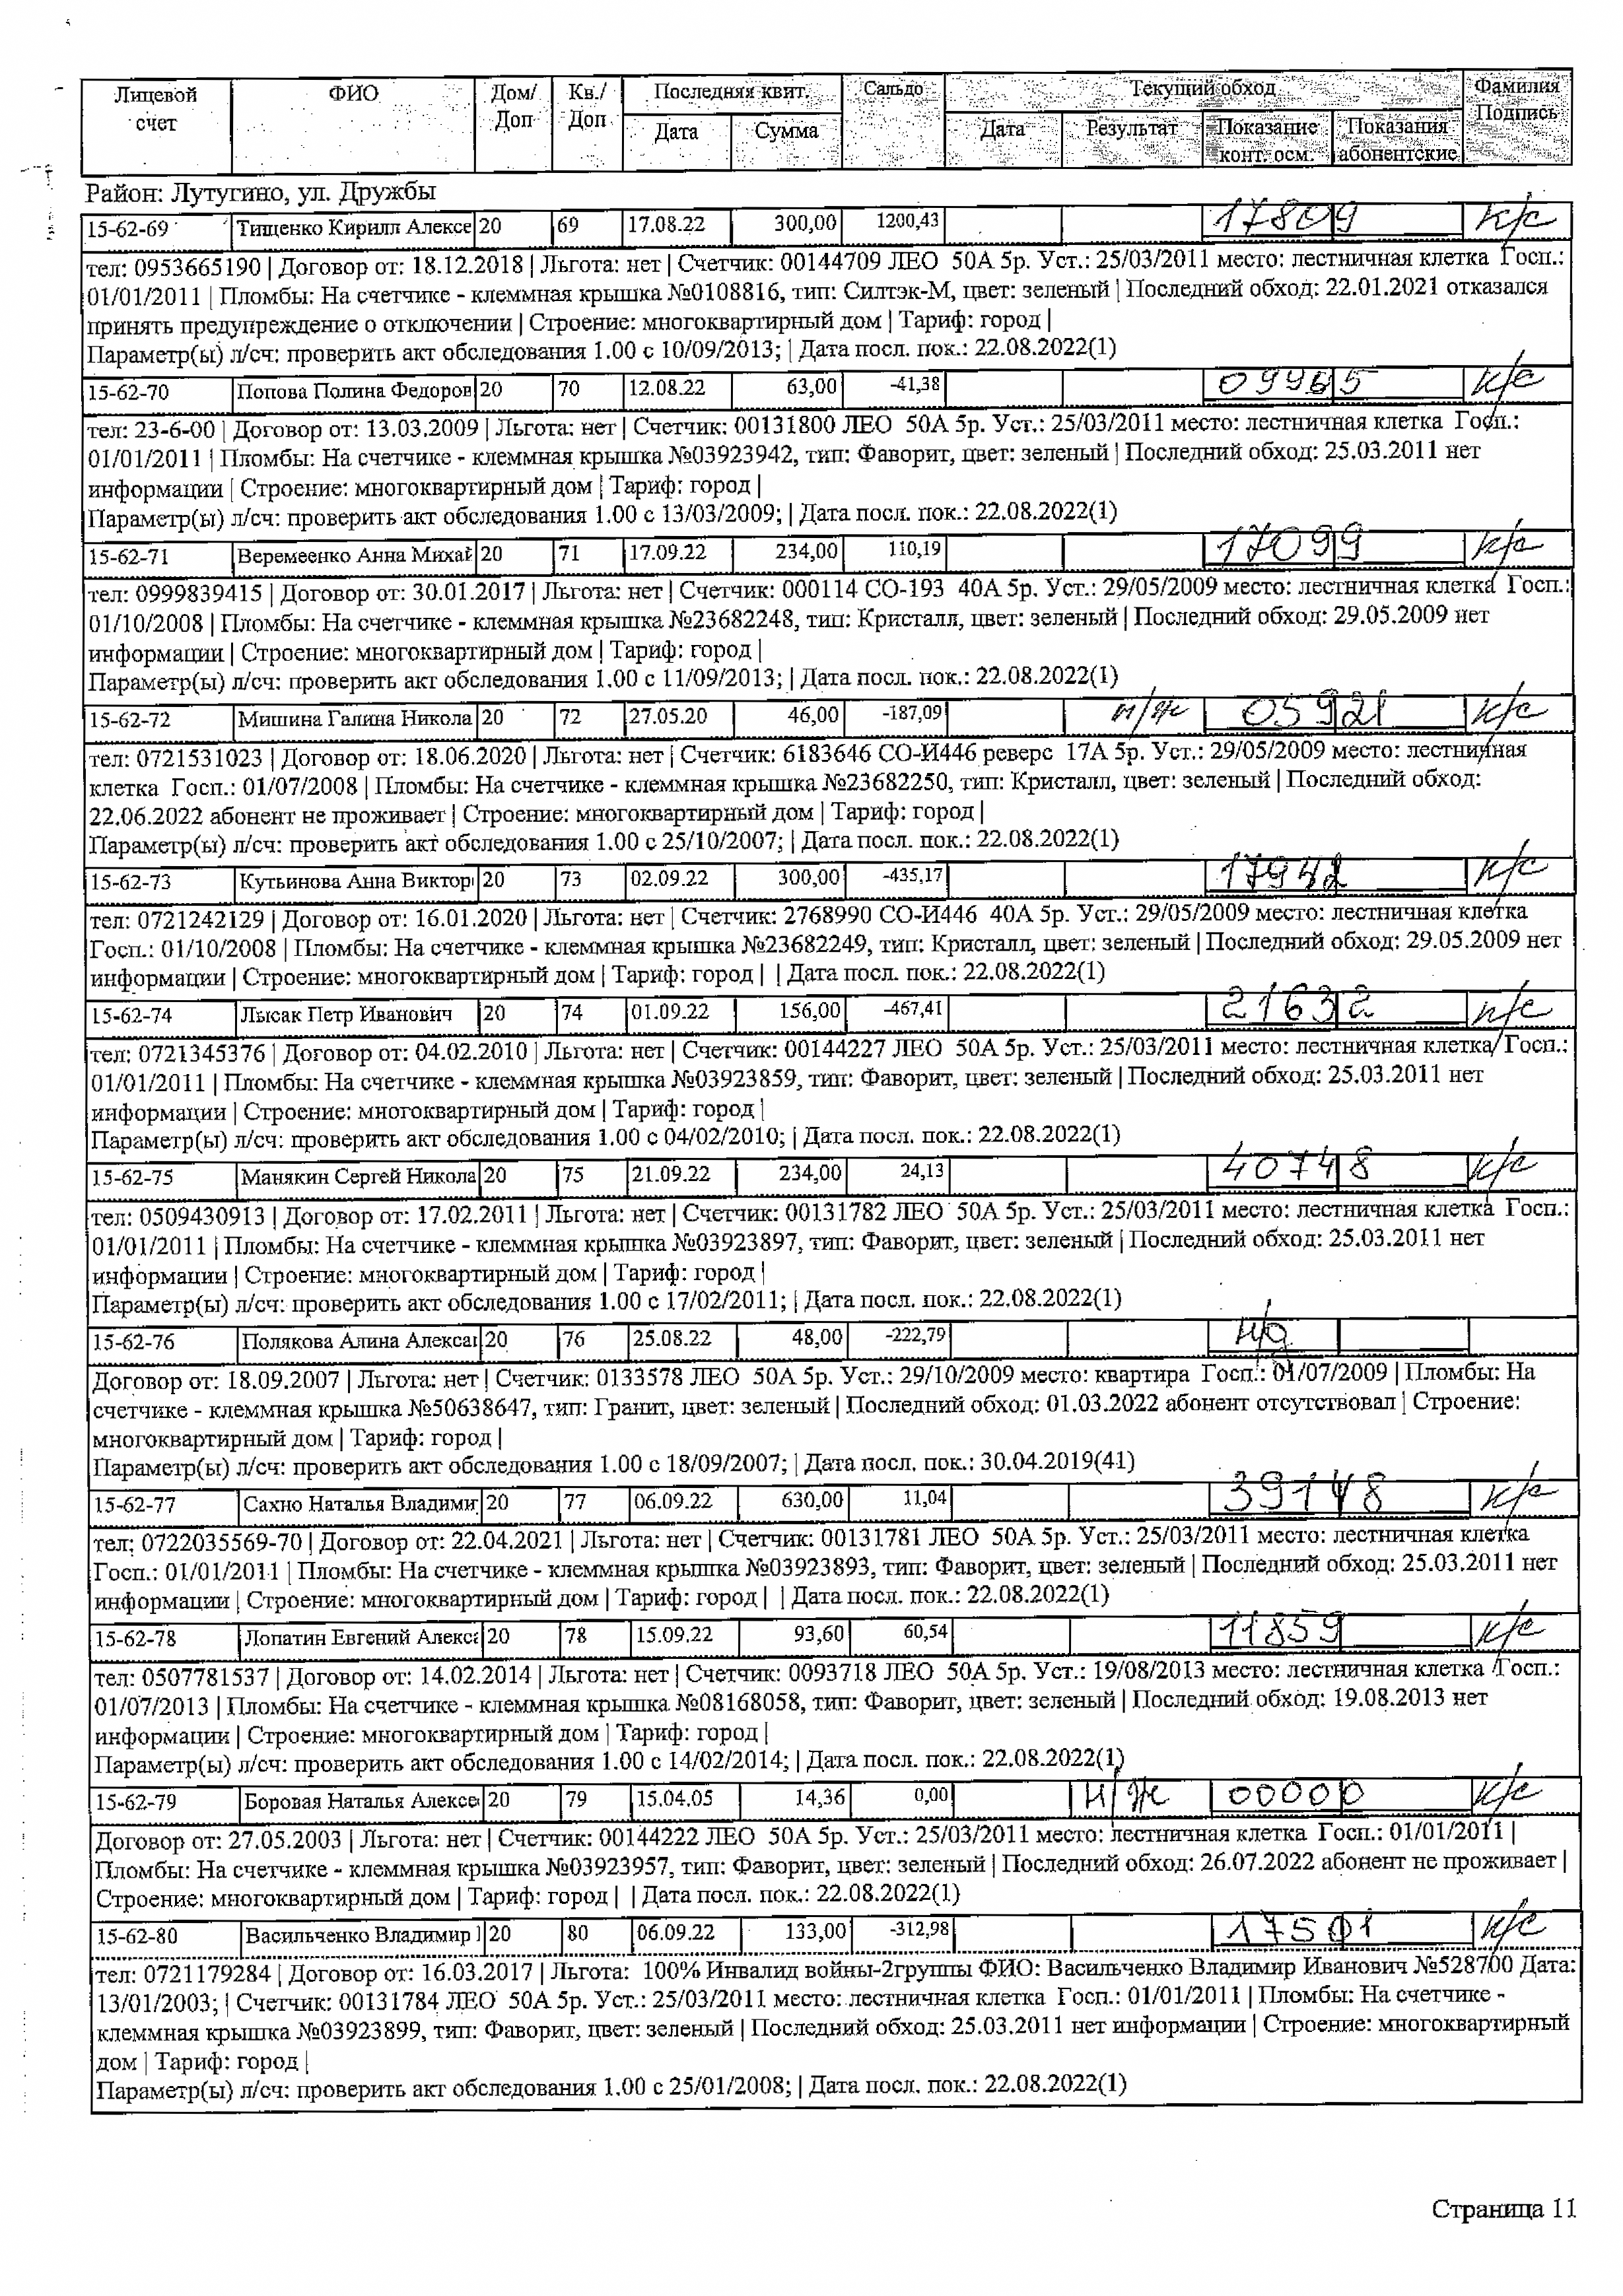 Лицевой счет ФИО Дом/ Доп Кв./ Доп Последняя квит. Сальдо Текущий обход Фамилия Подпись
Дата Сумма Дата Результат Показание конт. осм. Показания абонентские
Район: Лутугино, ул. Дружбы
15-62-69 Тищенко Кирилл Алексе 20 69 17.08.22 300,00 1200,43 17809 к/с
тел: 0953665190 | Договор от: 18.12.2018 | Льгота: нет | Счетчик: 00144709 ЛЕО 50А 5р. Уст.: 25/03/2011 место: лестничная клетка Госп.:
01/01/2011 | Пломбы: На счетчике - клеммная крышка №0108816, тип: Силтэк-М, цвет: зеленый | Последний обход: 22.01.2021 отказался
принять предупреждение о отключении | Строение: многоквартирный дом | Тариф: город |
Параметр(ы) л/сч: проверить акт обследования 1.00 с 10/09/2013; | Дата посл. пок.: 22.08.2022(1)
15-62-70 Попова Полина Федоров 20 70 12.08.22 63,00 -41,38 09965 к/с
тел: 23-6-00 | Договор от: 13.03.2009 | Льгота: нет | Счетчик: 00131800 ЛЕО 50А 5р. Уст.: 25/03/2011 место: лестничная клетка Госп.:
01/01/2011 | Пломбы: На счетчике - клеммная крышка №03923942, тип: Фаворит, цвет: зеленый | Последний обход: 25.03.2011 нет
информации | Строение: многоквартирный дом | Тариф: город |
Параметр(ы) л/сч: проверить акт обследования 1.00 с 13/03/2009; | Дата посл. пок.: 22.08.2022(1)
15-62-71 Веремеенко Анна Михай 20 71 17.09.22 234,00 110,19 17099 к/с
тел: 0999839415 | Договор от: 30.01.2017 | Льгота: нет | Счетчик: 000114 СО-193 40А 5р. Уст.: 29/05/2009 место: лестничная клетка Госп.:
01/10/2008 | Пломбы: На счетчике - клеммная крышка №23682248, тип: Кристалл, цвет: зеленый | Последний обход: 29.05.2009 нет
информации | Строение: многоквартирный дом | Тариф: город |
Параметр(ы) л/сч: проверить акт обследования 1.00 с 11/09/2013; | Дата посл. пок.: 22.08.2022(1)
15-62-72 Мишина Галина Никола 20 72 27.05.20 46,00 -187,09 н/ж 05921 к/с
тел: 0721531023 | Договор от: 18.06.2020 | Льгота: нет | Счетчик: 6183646 СО-И446 реверс 17А 5р. Уст.: 29/05/2009 место: лестничная
клетка Госп.: 01/07/2008 | Пломбы: На счетчике - клеммная крышка №23682250, тип: Кристалл, цвет: зеленый | Последний обход:
22.06.2022 абонент не проживает | Строение: многоквартирный дом | Тариф: город |
Параметр(ы) л/сч: проверить акт обследования 1.00 с 25/10/2007; | Дата посл. пок.: 22.08.2022(1)
15-62-73 Кутьинова Анна Виктор 20 73 02.09.22 300,00 -435,17 17942 к/с
тел: 0721242129 | Договор от: 16.01.2020 | Льгота: нет | Счетчик: 2768990 СО-И446 40А 5р. Уст.: 29/05/2009 место: лестничная клетка
Госп.: 01/10/2008 | Пломбы: На счетчике - клеммная крышка №23682249, тип: Кристалл, цвет: зеленый | Последний обход: 29.05.2009 нет
информации | Строение: многоквартирный дом | Тариф: город | | Дата посл. пок.: 22.08.2022(1)
15-62-74 Лысак Петр Иванович 20 74 01.09.22 156,00 -467,41 21632 к/с
тел: 0721345376 | Договор от: 04.02.2010 | Льгота: нет | Счетчик: 00144227 ЛЕО 50А 5р. Уст.: 25/03/2011 место: лестничная клетка Госп.:
01/01/2011 | Пломбы: На счетчике - клеммная крышка №03923859, тип: Фаворит, цвет: зеленый | Последний обход: 25.03.2011 нет
информации | Строение: многоквартирный дом | Тариф: город |
Параметр(ы) л/сч: проверить акт обследования 1.00 с 04/02/2010; | Дата посл. пок.: 22.08.2022(1)
15-62-75 Манякин Сергей Никола 20 75 21.09.22 234,00 24,13 40748 к/с
тел: 0509430913 | Договор от: 17.02.2011 | Льгота: нет | Счетчик: 00131782 ЛЕО 50А 5р. Уст.: 25/03/2011 место: лестничная клетка Госп.:
01/01/2011 | Пломбы: На счетчике - клеммная крышка №03923897, тип: Фаворит, цвет: зеленый | Последний обход: 25.03.2011 нет
информации | Строение: многоквартирный дом | Тариф: город |
Параметр(ы) л/сч: проверить акт обследования 1.00 с 17/02/2011; | Дата посл. пок.: 22.08.2022(1)
15-62-76 Полякова Алина Алексан 20 76 25.08.22 48,00 -222,79
Договор от: 18.09.2007 | Льгота: нет | Счетчик: 0133578 ЛЕО 50А 5р. Уст.: 29/10/2009 место: квартира Госп.: 01/07/2009 | Пломбы: На
счетчике - клеммная крышка №50638647, тип: Гранит, цвет: зеленый | Последний обход: 01.03.2022 абонент отсутствовал | Строение:
многоквартирный дом | Тариф: город |
Параметр(ы) л/сч: проверить акт обследования 1.00 с 18/09/2007; | Дата посл. пок.: 30.04.2019(41)
15-62-77 Сахно Наталья Владими 20 77 06.09.22 630,00 11,04 39148 к/с
тел: 0722035569-70 | Договор от: 22.04.2021 | Льгота: нет | Счетчик: 00131781 ЛЕО 50А 5р. Уст.: 25/03/2011 место: лестничная клетка
Госп.: 01/01/2011 | Пломбы: На счетчике - клеммная крышка №03923893, тип: Фаворит, цвет: зеленый | Последний обход: 25.03.2011 нет
информации | Строение: многоквартирный дом | Тариф: город | | Дата посл. пок.: 22.08.2022(1)
15-62-78 Лопатин Евгений Алекса 20 78 15.09.22 93,60 60,54 11859 к/с
тел: 0507781537 | Договор от: 14.02.2014 | Льгота: нет | Счетчик: 0093718 ЛЕО 50А 5р. Уст.: 19/08/2013 место: лестничная клетка Госп.:
01/07/2013 | Пломбы: На счетчике - клеммная крышка №08168058, тип: Фаворит, цвет: зеленый | Последний обход: 19.08.2013 нет
информации | Строение: многоквартирный дом | Тариф: город |
Параметр(ы) л/сч: проверить акт обследования 1.00 с 14/02/2014; | Дата посл. пок.: 22.08.2022(1)
15-62-79 Боровая Наталья Алексе 20 79 15.04.05 14,36 0,00 н/ж 00000 к/с
Договор от: 27.05.2003 | Льгота: нет | Счетчик: 00144222 ЛЕО 50А 5р. Уст.: 25/03/2011 место: лестничная клетка Госп.: 01/01/2011 |
Пломбы: На счетчике - клеммная крышка №03923957, тип: Фаворит, цвет: зеленый | Последний обход: 26.07.2022 абонент не проживает |
Строение: многоквартирный дом | Тариф: город | | Дата посл. пок.: 22.08.2022(1)
15-62-80 Васильченко Владимир 20 80 06.09.22 133,00 -312,98 17501 к/с
тел: 0721179284 | Договор от: 16.03.2017 | Льгота: 100% Инвалид войны-2группы ФИО: Васильченко Владимир Иванович №528700 Дата:
13/01/2003; | Счетчик: 00131784 ЛЕО 50А 5р. Уст.: 25/03/2011 место: лестничная клетка Госп.: 01/01/2011 | Пломбы: На счетчике -
клеммная крышка №03923899, тип: Фаворит, цвет: зеленый | Последний обход: 25.03.2011 нет информации | Строение: многоквартирный
дом | Тариф: город |
Параметр(ы) л/сч: проверить акт обследования 1.00 с 25/01/2008; | Дата посл. пок.: 22.08.2022(1)
Страница 11